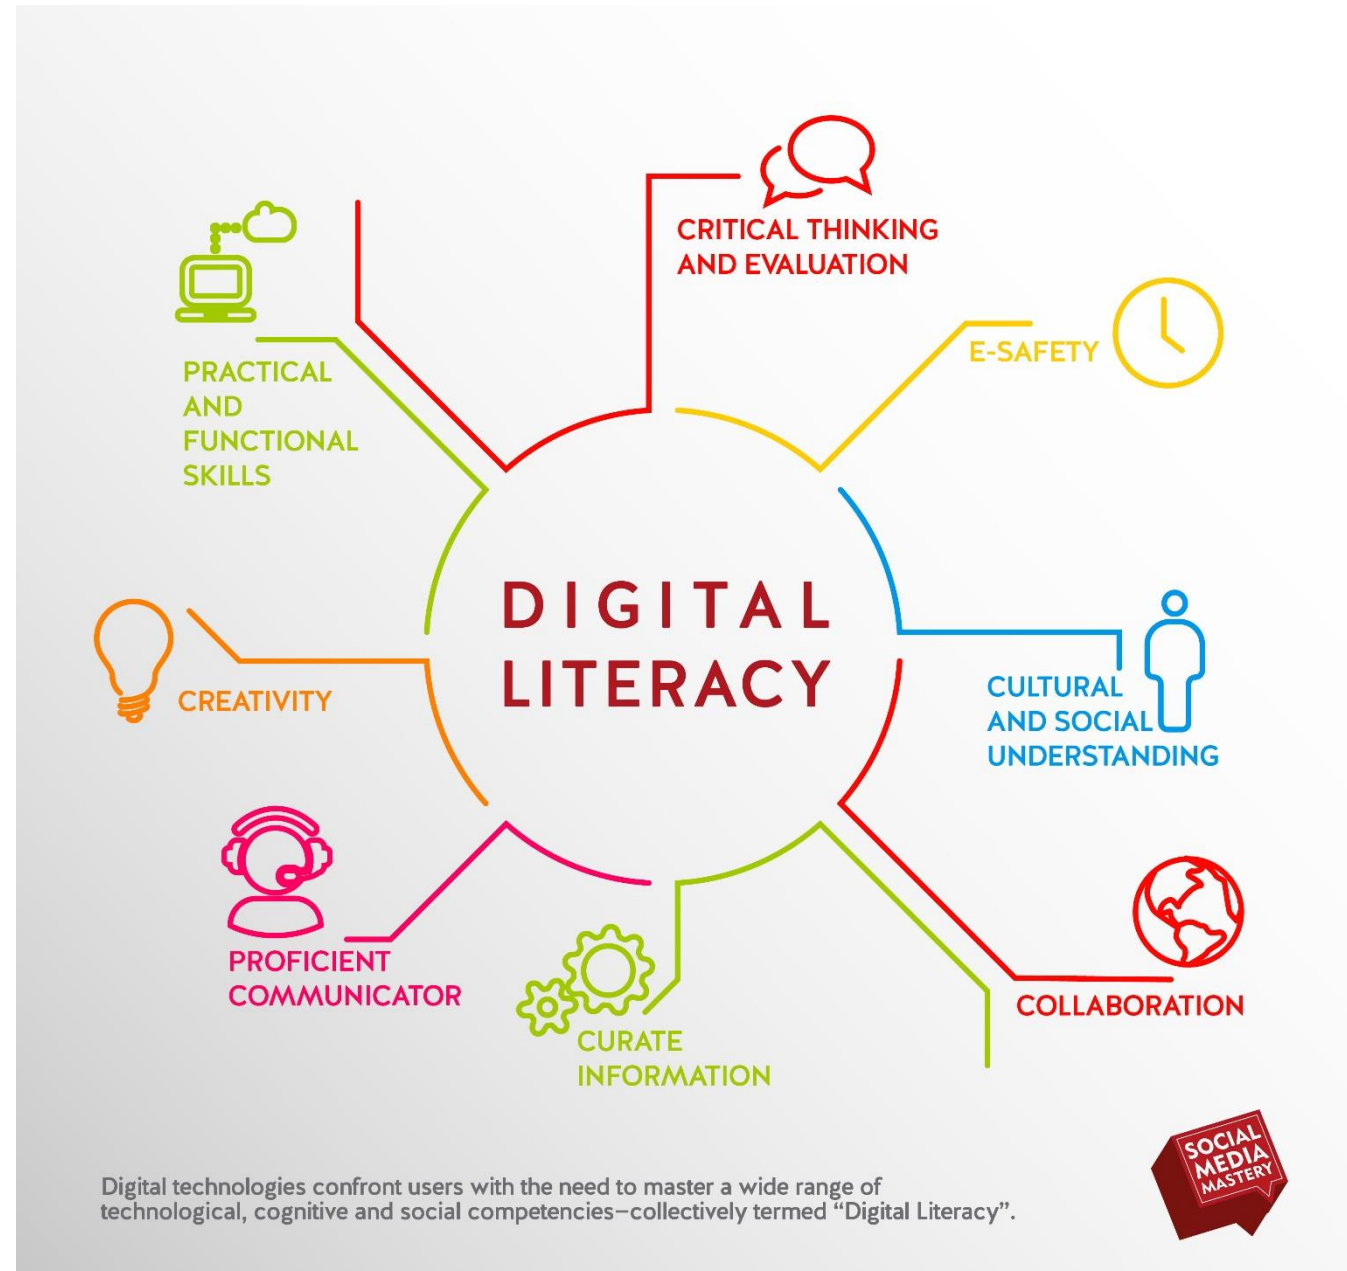 CRITICAL THINKING
AND EVALUATION
E-SAFETY
PRACTICAL
AND
FUNCTIONAL
SKILLS
DIGITAL
LITERACY
CULTURAL
AND SOCIAL
UNDERSTANDING
CREATIVITY
PROFICIENT
COMMUNICATOR
COLLABORATION
CURATE
INFORMATION
SOCIAL
MEDIA
MASTERY
Digital technologies confront users with the need to master a wide range of
technological, cognitive and social competencies—collectively termed “Digital Literacy”.